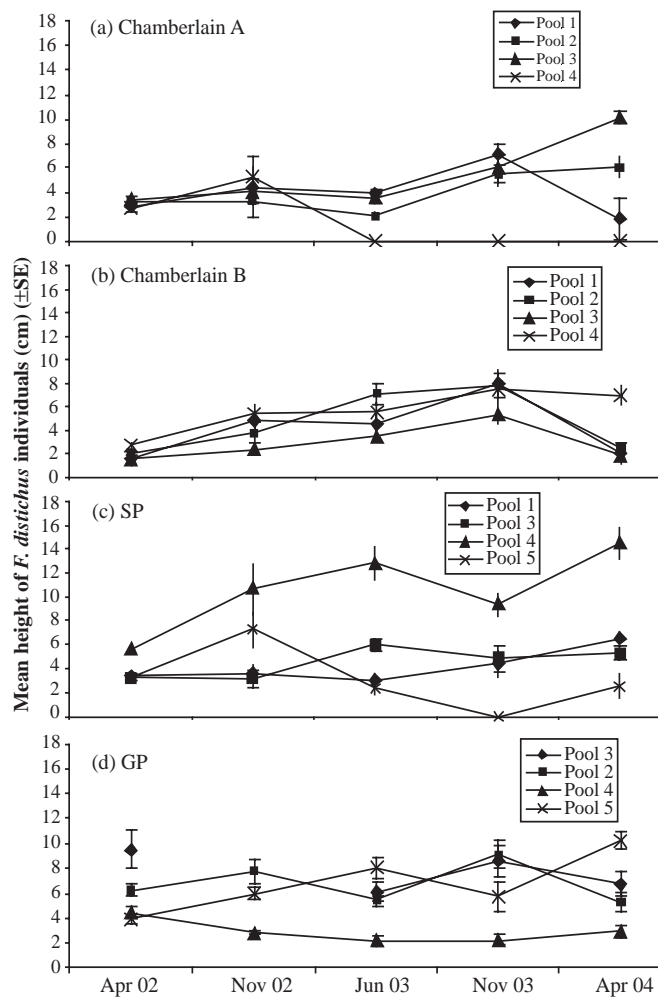 Mean height of F. distichus individuals (cm) (±SE)
18
16
14
12
10
8
6
4
2
0
(a) Chamberlain A
Pool 1
Pool 2
Pool 3
Pool 4
18
16
14
12
10
8
6
4
2
0
(b) Chamberlain B
Pool 1
Pool 2
Pool 3
Pool 4
18
16
14
12
10
8
6
4
2
0
(c) SP
Pool 1
Pool 3
Pool 4
Pool 5
18
16
14
12
10
8
6
4
2
0
(d) GP
Pool 3
Pool 2
Pool 4
Pool 5
Apr 02 Nov 02 Jun 03 Nov 03 Apr 04